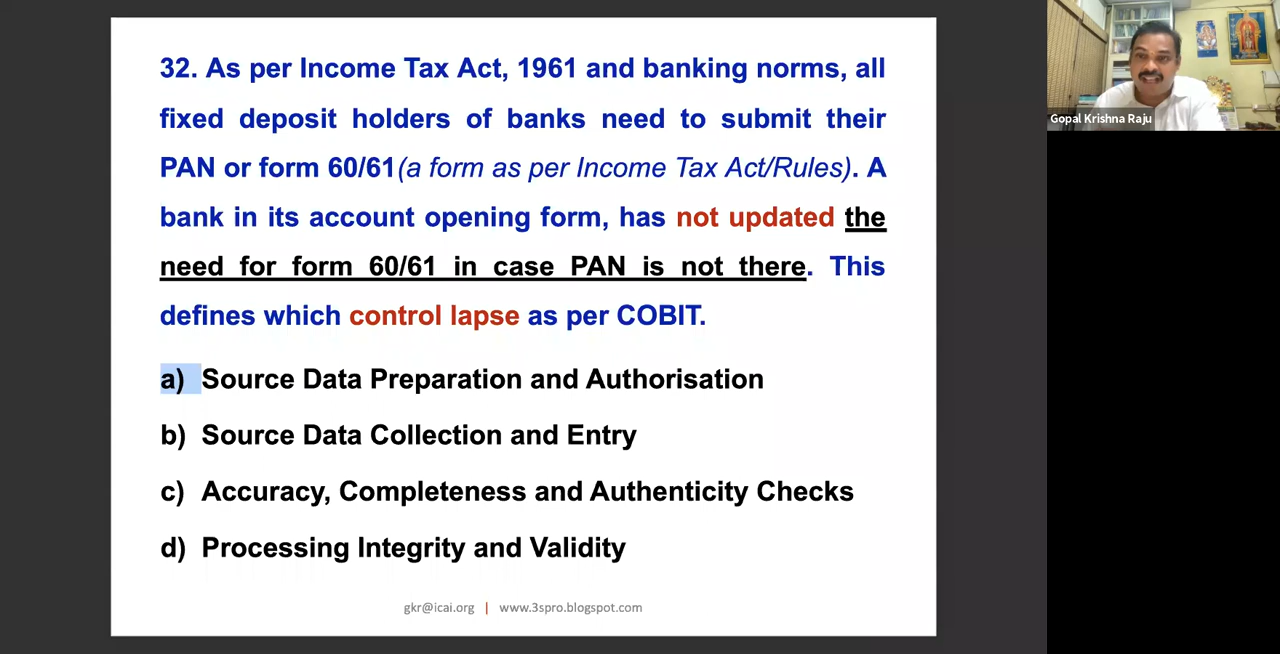 32. As per Income Tax Act, 1961 and banking norms, all
fixed deposit holders of banks need to submit their
PAN or form 60/61(a form as per Income Tax Act/Rules). A
bank in its account opening form, has not updated the
need for form 60/61 in case PAN is not there. This
defines which control lapse as per COBIT.
a) Source Data Preparation and Authorisation
b) Source Data Collection and Entry
c) Accuracy, Completeness and Authenticity Checks
d) Processing Integrity and Validity
gkr@icai.org | www.3spro.blogspot.com
Gopal Krishna Raju